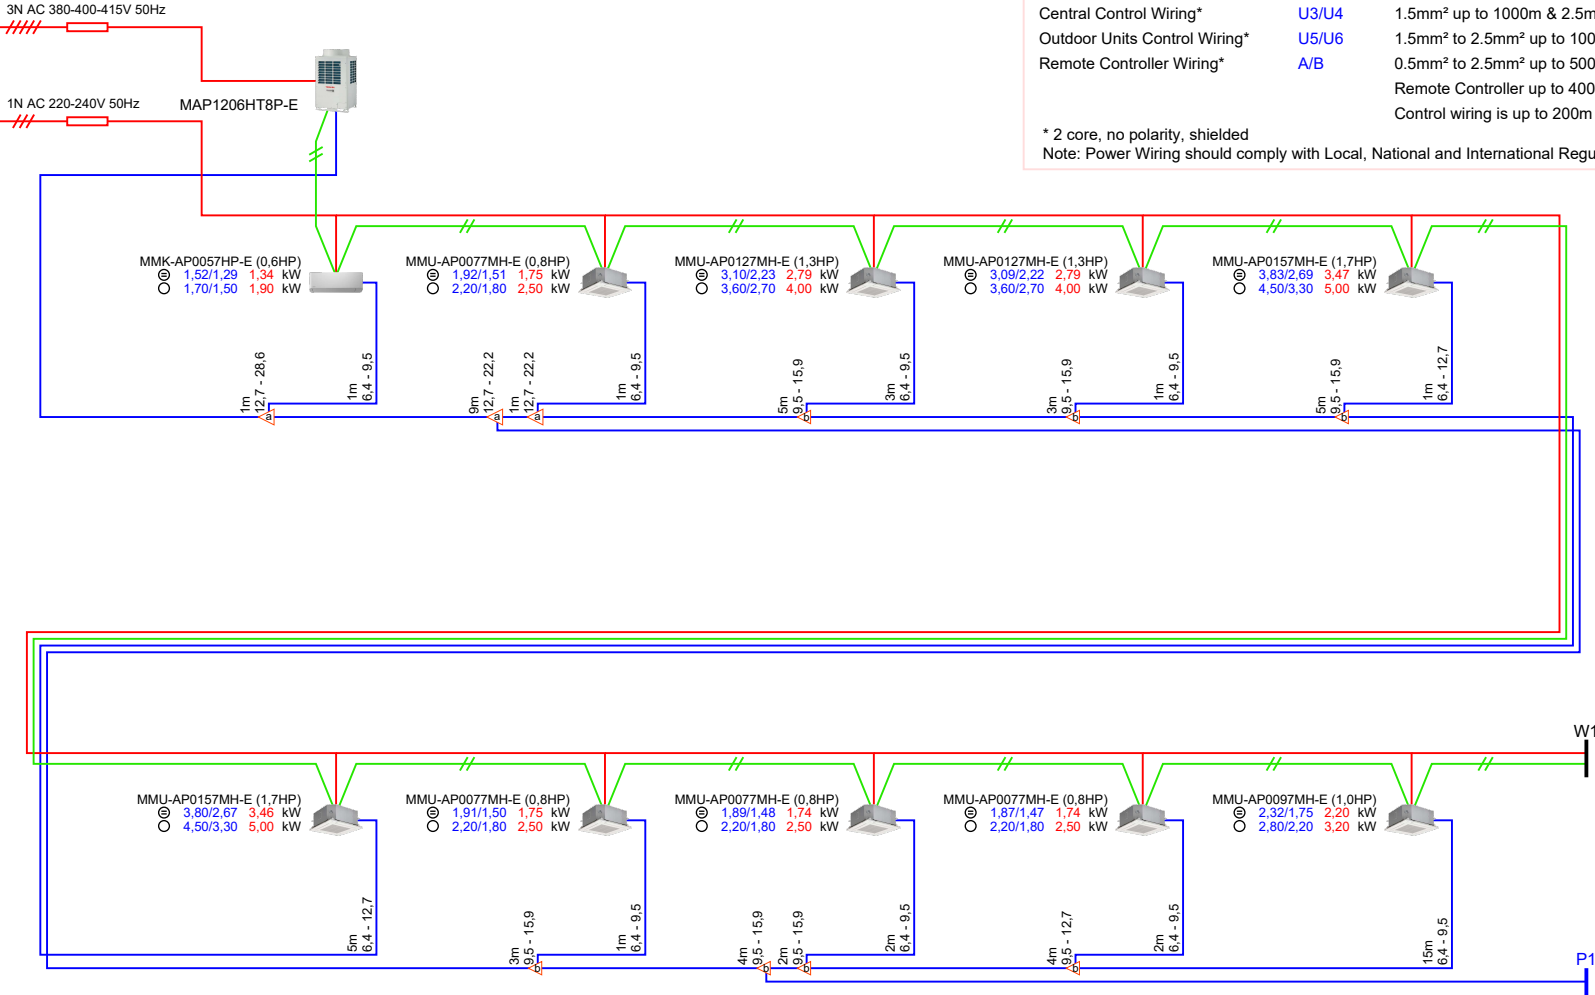 3N AC 380-400-415V 50Hz
1N AC 220-240V 50Hz
MAP1206HT8P-E
Central Control Wiring* U3/U4 1.5mm² up to 1000m & 2.5m
Outdoor Units Control Wiring* U5/U6 1.5mm² to 2.5mm² up to 100
Remote Controller Wiring* A/B 0.5mm² to 2.5mm² up to 500
Remote Controller up to 400
Control wiring is up to 200m
* 2 core, no polarity, shielded
Note: Power Wiring should comply with Local, National and International Regu
MMK-AP0057HP-E (0,6HP)
1,52/1,29 1,34 kW
1,70/1,50 1,90 kW
MMU-AP0077MH-E (0,8HP)
1,92/1,51 1,75 kW
2,20/1,80 2,50 kW
MMU-AP0127MH-E (1,3HP)
3,10/2,23 2,79 kW
3,60/2,70 4,00 kW
MMU-AP0127MH-E (1,3HP)
3,09/2,22 2,79 kW
3,60/2,70 4,00 kW
MMU-AP0157MH-E (1,7HP)
3,83/2,69 3,47 kW
4,50/3,30 5,00 kW
1m
12,7 - 28,6
a
1m
6,4 - 9,5
9m
12,7 - 22,2
a
1m
12,7 - 22,2
a
1m
6,4 - 9,5
5m
9,5 - 15,9
b
3m
6,4 - 9,5
3m
9,5 - 15,9
b
1m
6,4 - 9,5
5m
9,5 - 15,9
b
1m
6,4 - 12,7
W1
MMU-AP0157MH-E (1,7HP)
3,80/2,67 3,46 kW
4,50/3,30 5,00 kW
MMU-AP0077MH-E (0,8HP)
1,91/1,50 1,75 kW
2,20/1,80 2,50 kW
MMU-AP0077MH-E (0,8HP)
1,89/1,48 1,74 kW
2,20/1,80 2,50 kW
MMU-AP0077MH-E (0,8HP)
1,87/1,47 1,74 kW
2,20/1,80 2,50 kW
MMU-AP0097MH-E (1,0HP)
2,32/1,75 2,20 kW
2,80/2,20 3,20 kW
5m
6,4 - 12,7
3m
9,5 - 15,9
b
1m
6,4 - 9,5
4m
9,5 - 15,9
b
2m
9,5 - 15,9
b
2m
6,4 - 9,5
4m
9,5 - 12,7
b
2m
6,4 - 9,5
15m
6,4 - 9,5
P1